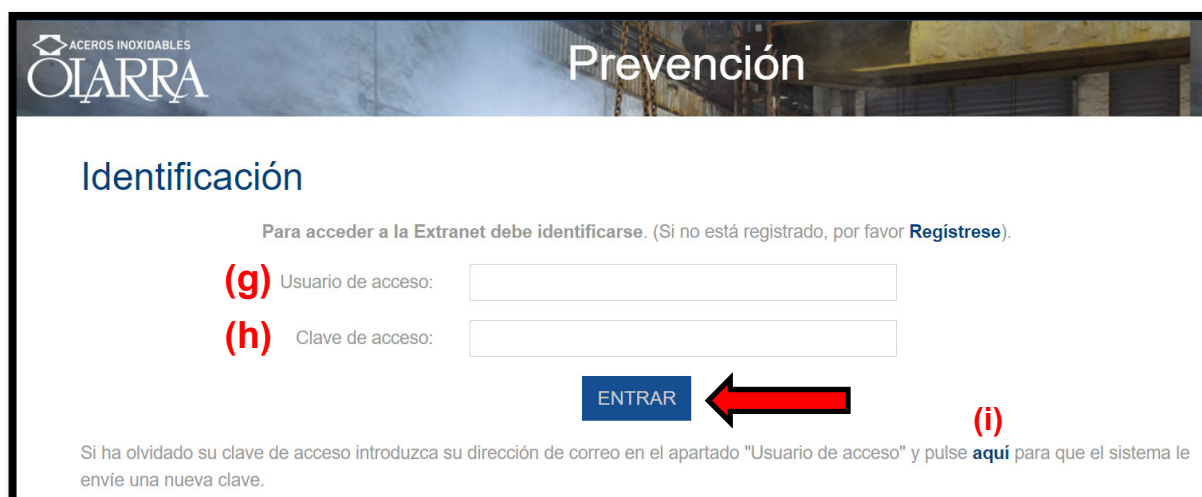 ACEROS INOXIDABLES
OLARRA
Prevención
Identificación
Para acceder a la Extranet debe identificarse. (Si no está registrado, por favor Regístrese).
(g) Usuario de acceso:
(h) Clave de acceso:
ENTRAR
(i)
Si ha olvidado su clave de acceso introduzca su dirección de correo en el apartado "Usuario de acceso" y pulse aquí para que el sistema le
envíe una nueva clave.